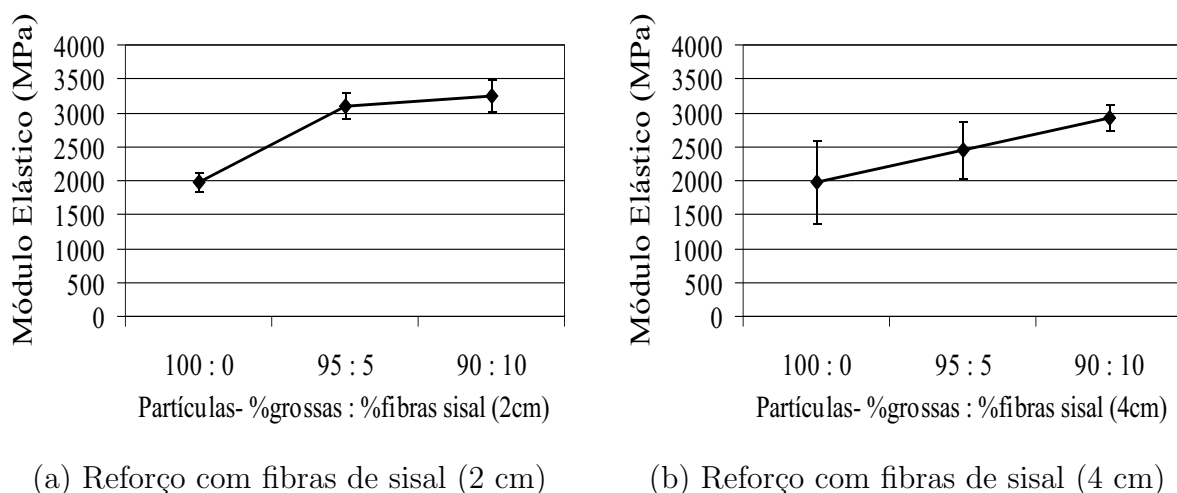 Módulo Elástico (MPa)
4000
3500
3000
2500
2000
1500
1000
500
0
100 : 0 95 : 5 90 : 10
Partículas- %grossas : %fibras sisal (2cm)
(a) Reforço com fibras de sisal (2 cm)
Módulo Elástico (MPa)
4000
3500
3000
2500
2000
1500
1000
500
0
100 : 0 95 : 5 90 : 10
Partículas- %grossas : %fibras sisal (4cm)
(b) Reforço com fibras de sisal (4 cm)